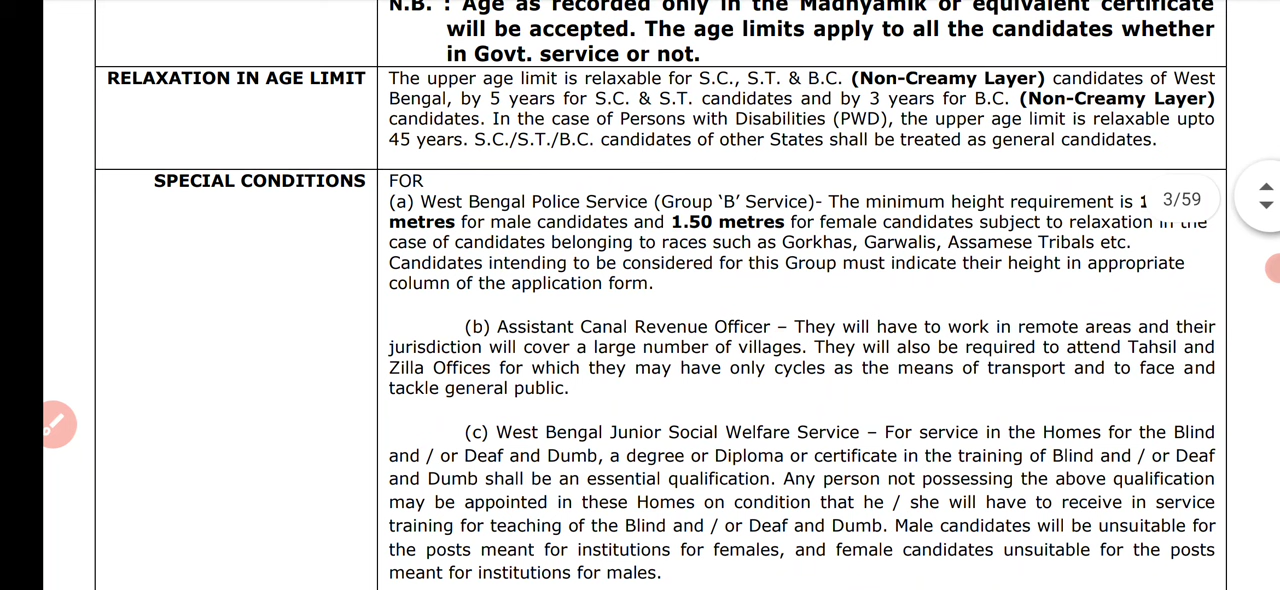 N.B. : Age as recorded only in the Madhyamik or equivalent certificate
will be accepted. The age limits apply to all the candidates whether
in Govt. service or not.
RELAXATION IN AGE LIMIT
The upper age limit is relaxable for S.C., S.T. & B.C. (Non-Creamy Layer) candidates of West
Bengal, by 5 years for S.C. & S.T. candidates and by 3 years for B.C. (Non-Creamy Layer)
candidates. In the case of Persons with Disabilities (PWD), the upper age limit is relaxable upto
45 years. S.C./S.T./B.C. candidates of other States shall be treated as general candidates.
SPECIAL CONDITIONS
FOR
(a) West Bengal Police Service (Group ‘B’ Service)- The minimum height requirement is
3/59
metres for male candidates and 1.50 metres for female candidates subject to relaxation in the
case of candidates belonging to races such as Gorkhas, Garwalis, Assamese Tribals etc.
Candidates intending to be considered for this Group must indicate their height in appropriate
column of the application form.
(b) Assistant Canal Revenue Officer – They will have to work in remote areas and their
jurisdiction will cover a large number of villages. They will also be required to attend Tahsil and
Zilla Offices for which they may have only cycles as the means of transport and to face and
tackle general public.
(c) West Bengal Junior Social Welfare Service – For service in the Homes for the Blind
and / or Deaf and Dumb, a degree or Diploma or certificate in the training of Blind and / or Deaf
and Dumb shall be an essential qualification. Any person not possessing the above qualification
may be appointed in these Homes on condition that he / she will have to receive in service
training for teaching of the Blind and / or Deaf and Dumb. Male candidates will be unsuitable for
the posts meant for institutions for females, and female candidates unsuitable for the posts
meant for institutions for males.